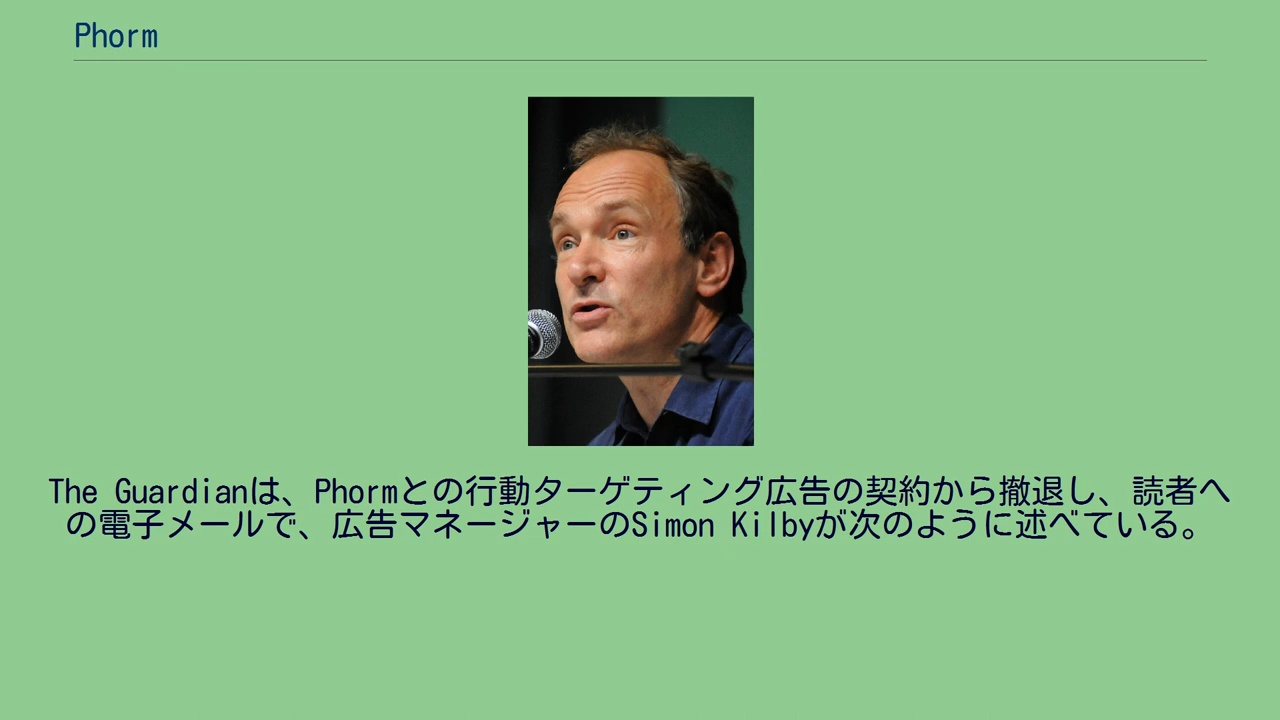 Phorm
The Guardianは、Phormとの行動ターゲティング広告の契約から撤退し、読者へ
の電子メールで、広告マネージャーのSimon Kilbyが次のように述べている。